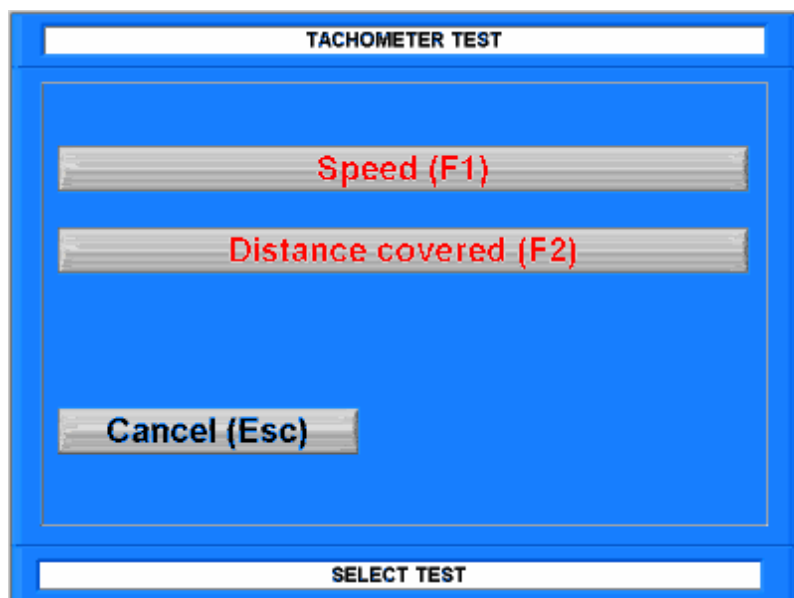 TACHOMETER TEST
Speed (F1)
Distance covered (F2)
Cancel (Esc)
SELECT TEST